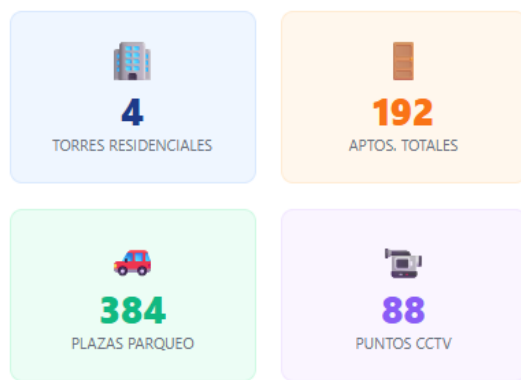 4
TORRES RESIDENCIALES
192
APTOS. TOTALES
384
PLAZAS PARQUEO
88
PUNTOS CCTV